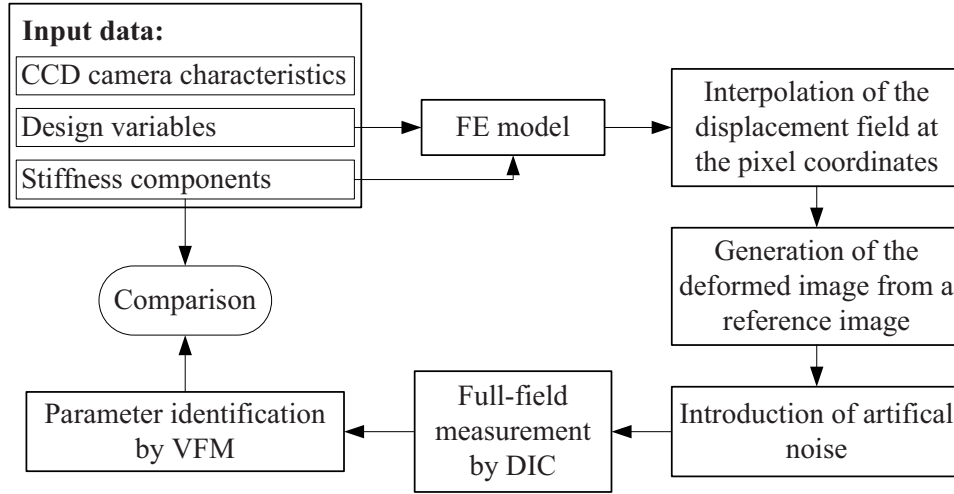 Input data:
CCD camera characteristics
Design variables
Stiffness components
FE model
Interpolation of the
displacement field at
the pixel coordinates
Generation of the
deformed image from a
reference image
Introduction of artifical
noise
Full-field
measurement
by DIC
Parameter identification
by VFM
Comparison